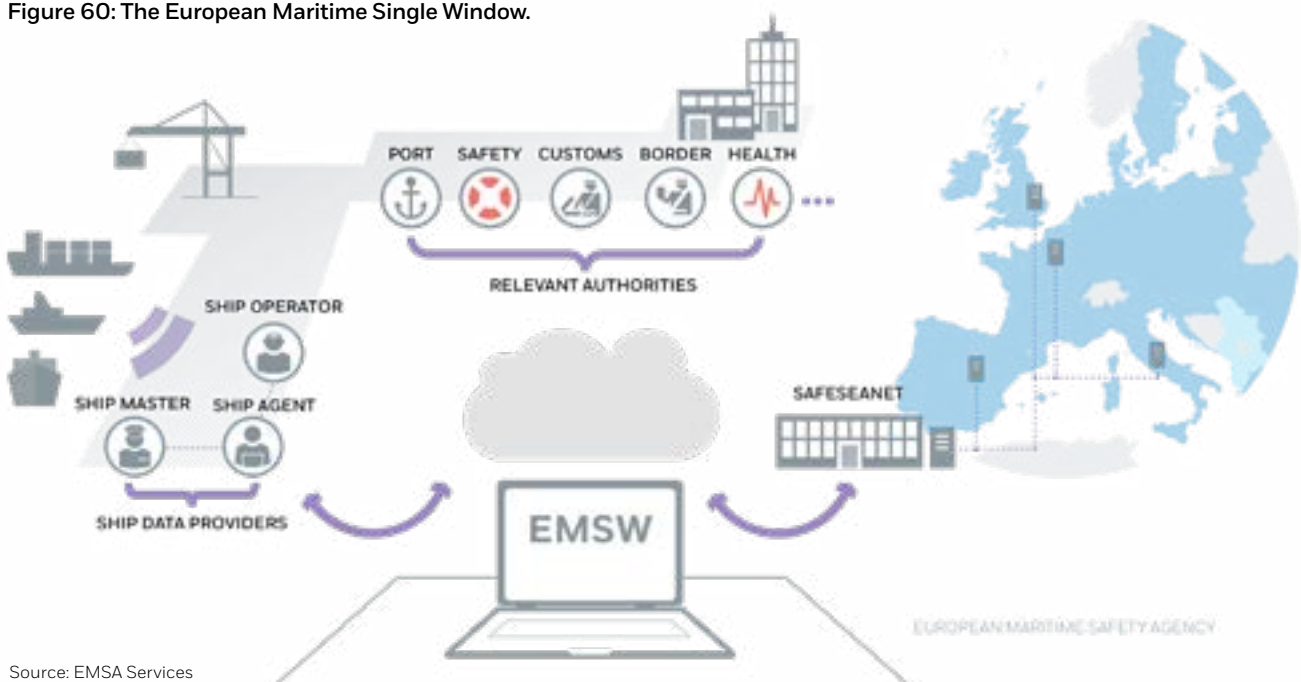 Figure 60: The European Maritime Single Window.
PORT SAFETY CUSTOMS BORDER HEALTH
RELEVANT AUTHORITIES
SHIP OPERATOR
SHIP MASTER SHIP AGENT
SHIP DATA PROVIDERS
SAFESEANET
EMSW
EUROPEAN MARITIME SAFETY AGENCY
Source: EMSA Services